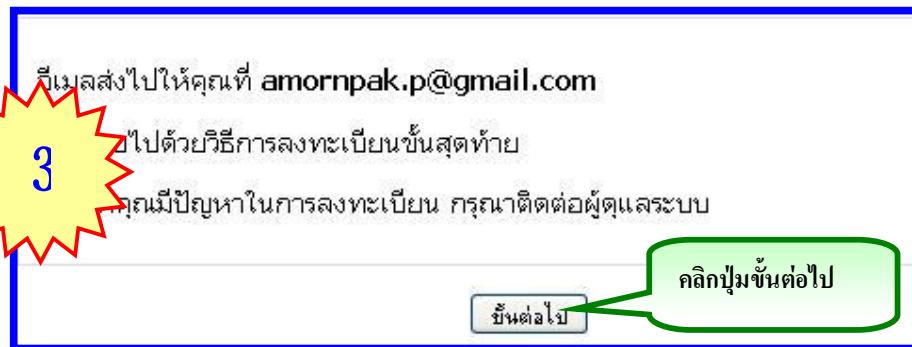 อีเมลส่งไปให้คุณที่ amornpak.p@gmail.com
ไปด้วยวิธีการลงทะเบียนขั้นสุดท้าย
3
คุณมีปัญหาในการลงทะเบียน กรุณาติดต่อผู้ดูแลระบบ
คลิกปุ่มขั้นต่อไป
ขั้นต่อไป